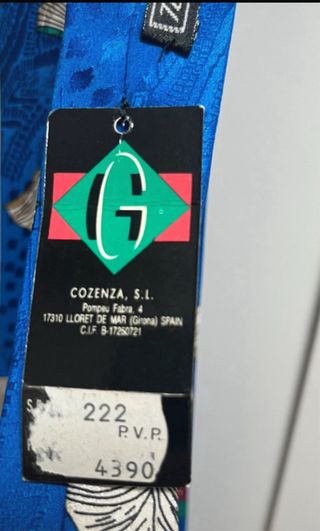 G
COZENZA, S.L.
Pompeu Fabra, 4
17310 LLORET DE MAR (Girona) SPAIN
C.I.F. B-17250721
222
P.V.P.
4390